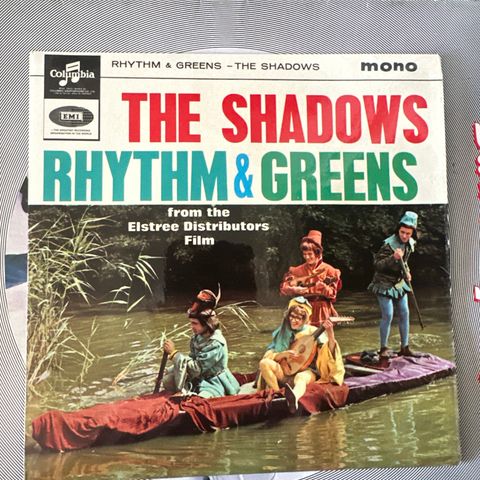 Columbia
RHYTHM & GREENS – THE SHADOWS
mono
EMI
THE SHADOWS
RHYTHM & GREENS
from the
Elstree Distributors
Film